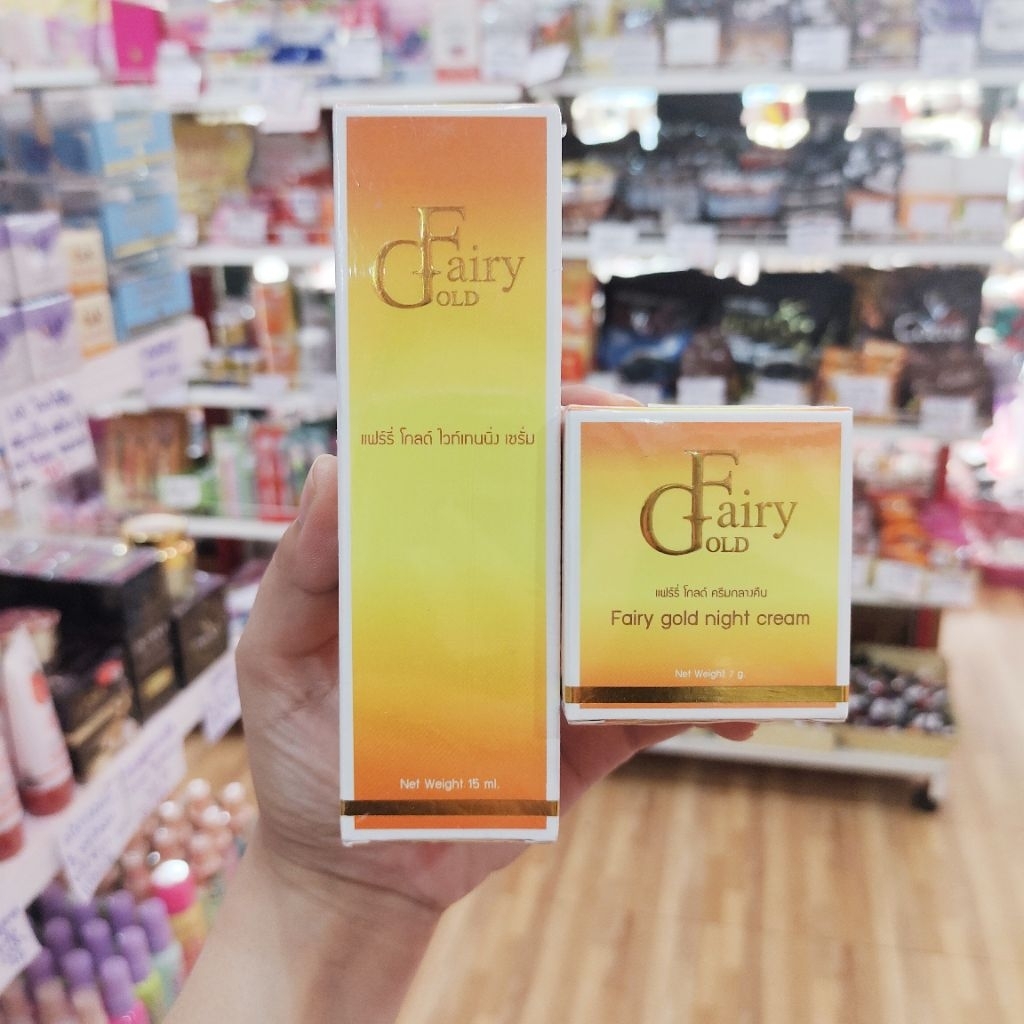 Fairy
GOLD
แฟร์รี่ โกลด์ ไวท์เทนนิ่ง เซรั่ม
Net Weight 15 ml.
Fairy
GOLD
แฟร์รี่ โกลด์ ครีมกลางคืน
Fairy gold night cream
Net Weight 7 g.